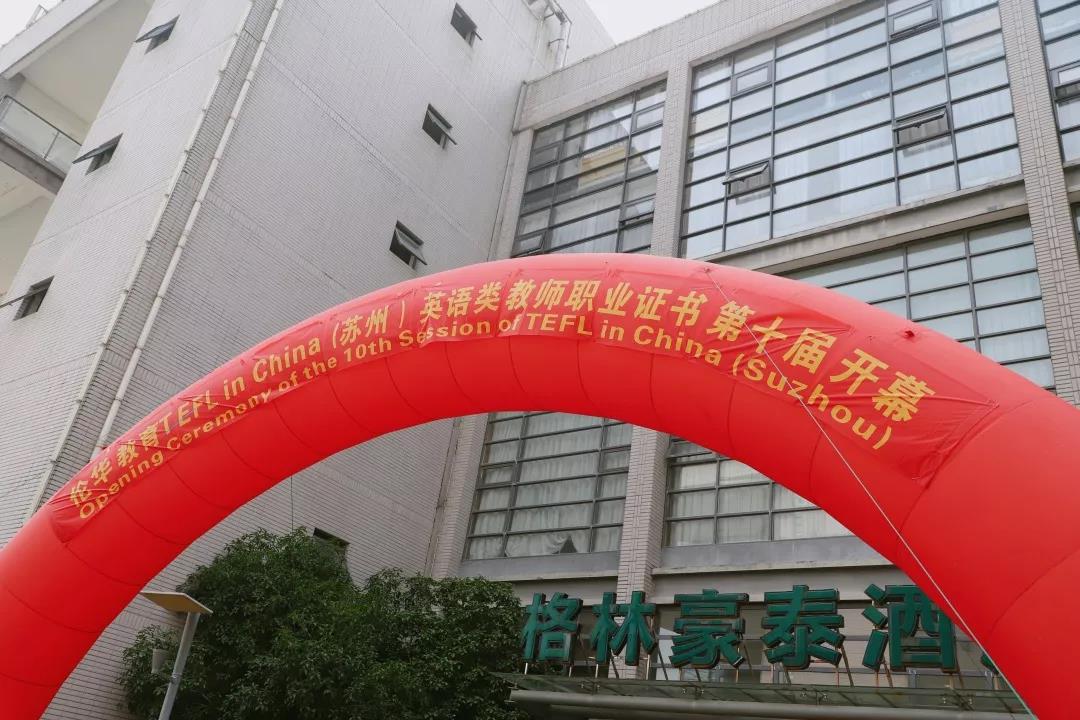 伦华教育TEFL in China（苏州）英语类教师职业证书第十届开幕
Opening Ceremony of the 10th Session of TEFL in China (Suzhou)
格林豪泰酒